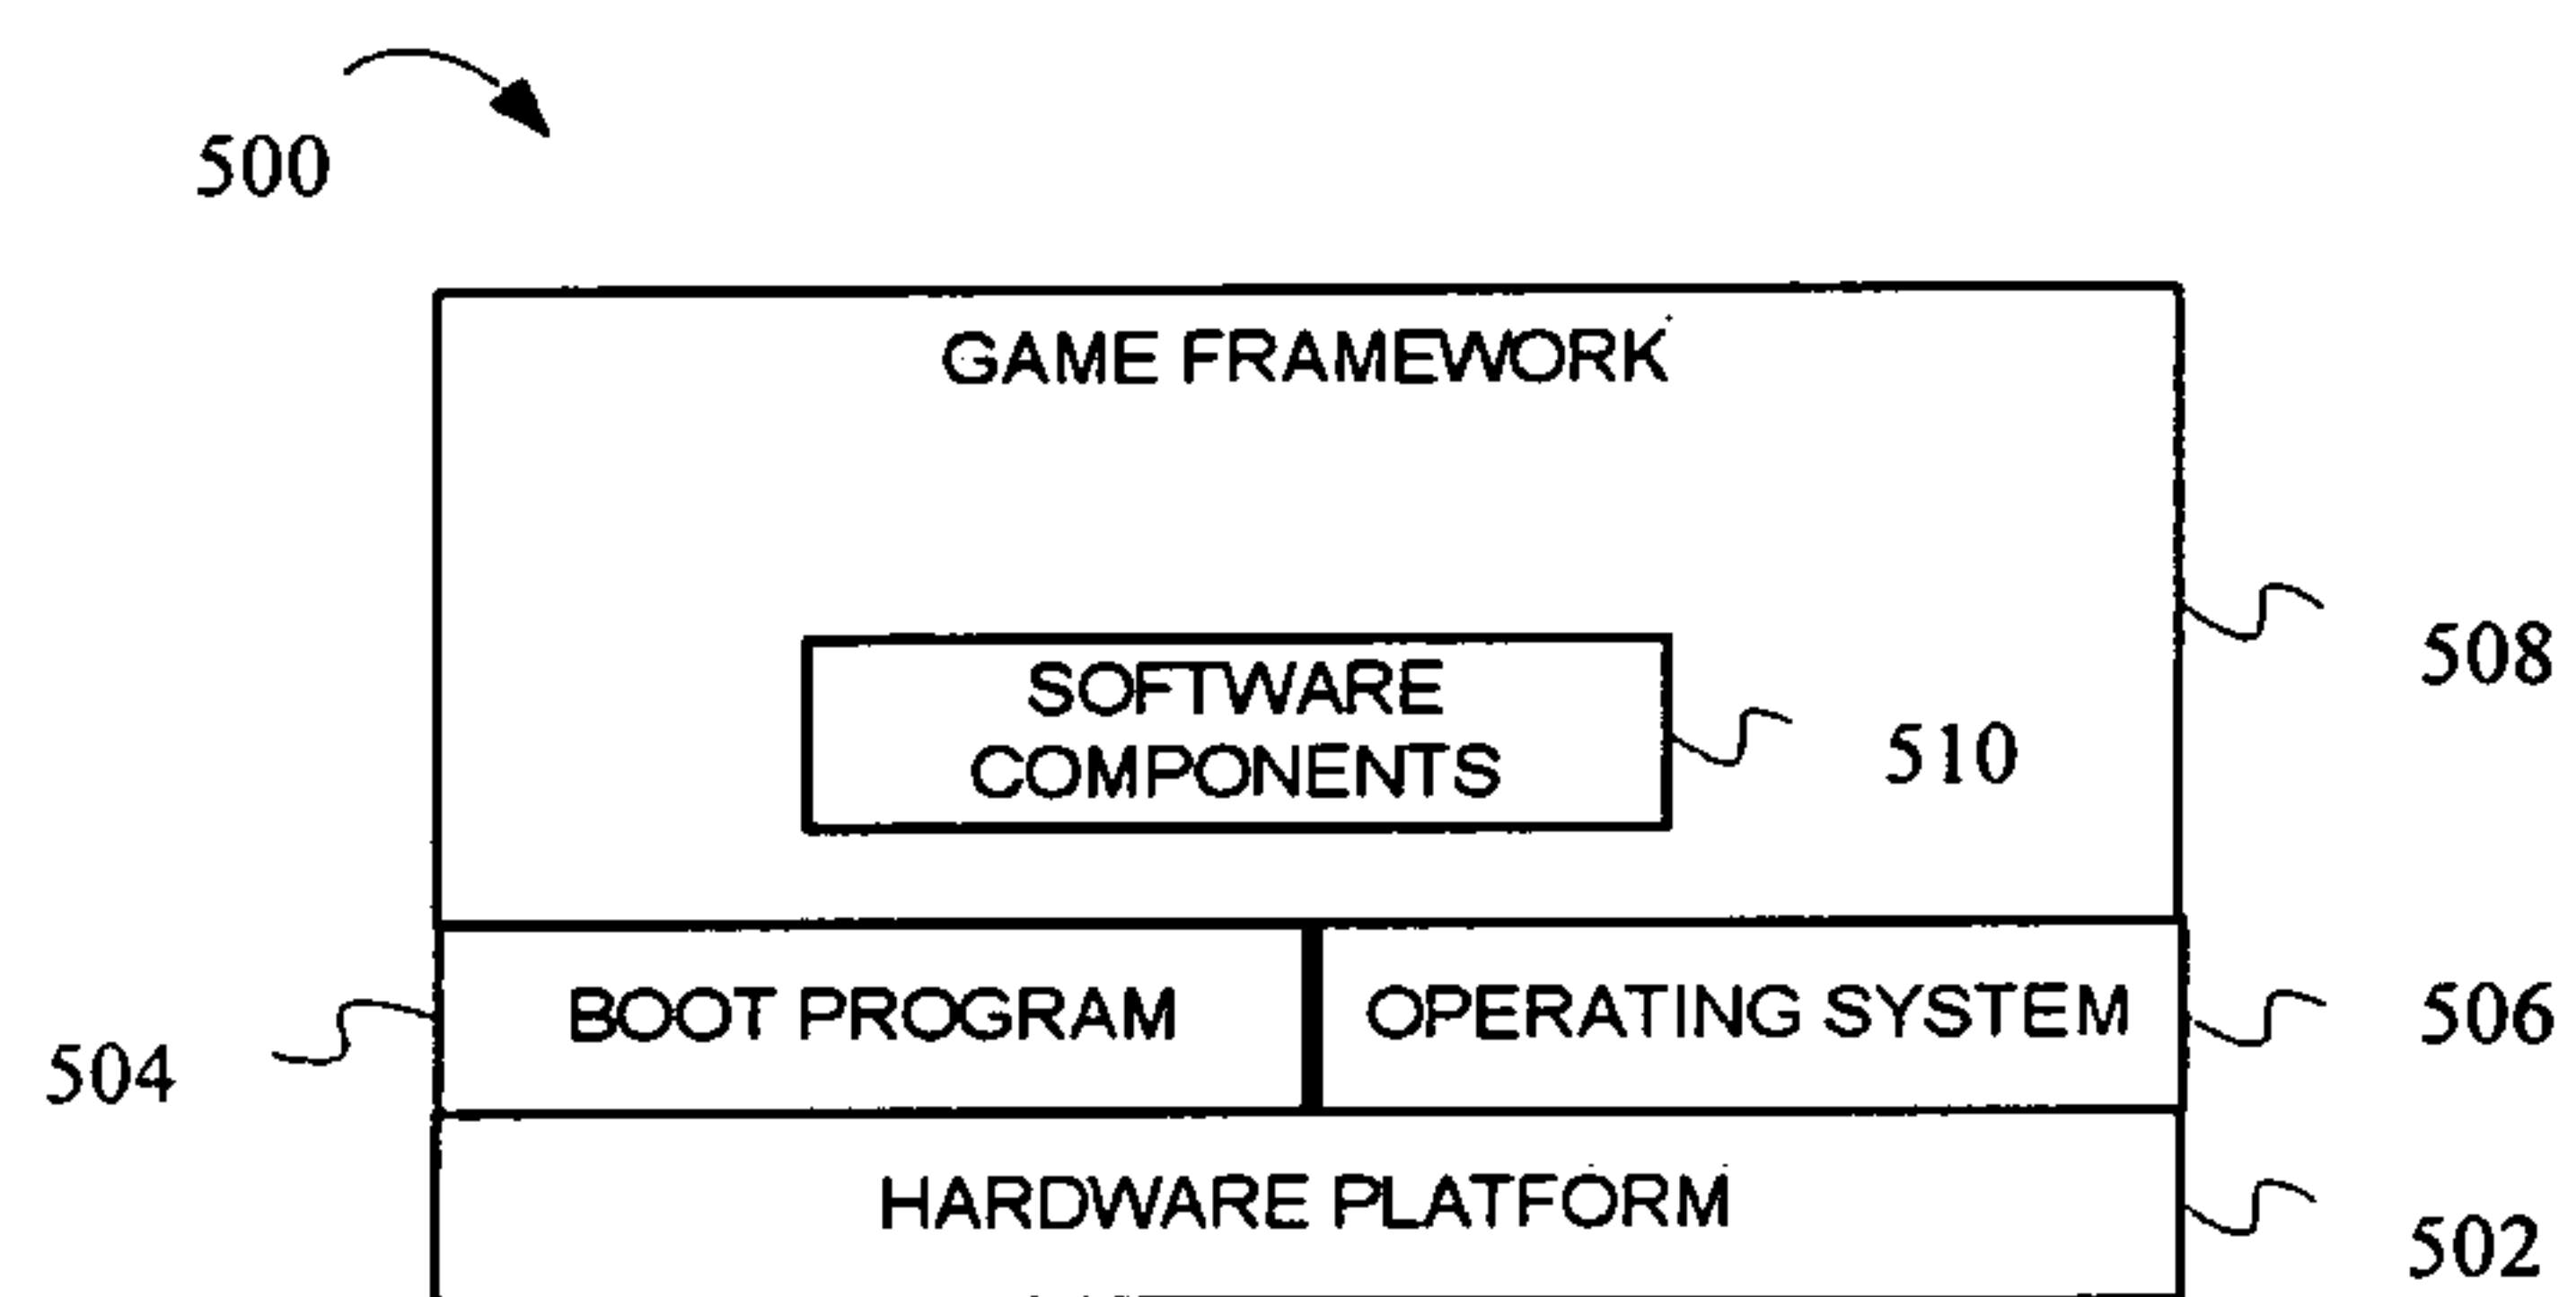 500
GAME FRAMEWORK
508
SOFTWARE
COMPONENTS
510
BOOT PROGRAM
OPERATING SYSTEM
506
504
HARDWARE PLATFORM
502